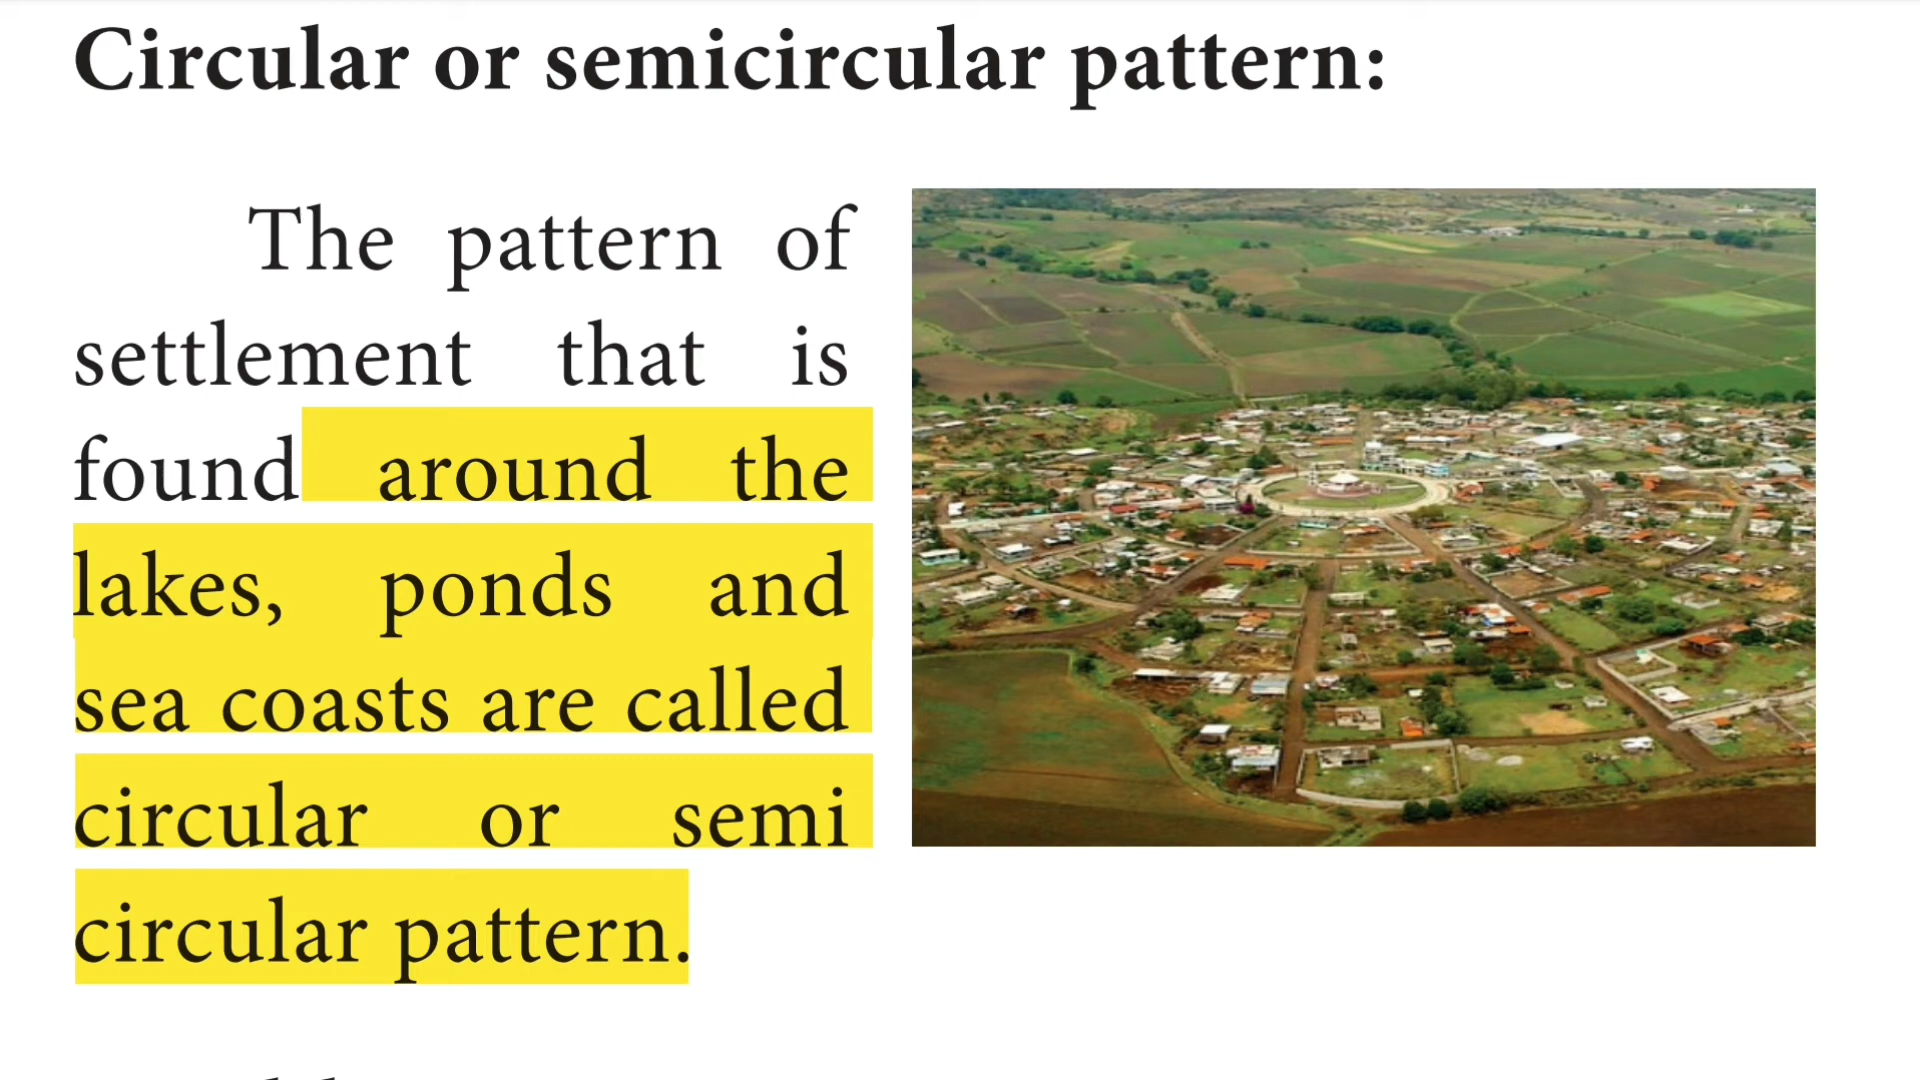 Circular or semicircular pattern:
The pattern of
settlement that is
found around the
lakes, ponds and
sea coasts are called
circular or semi
circular pattern.